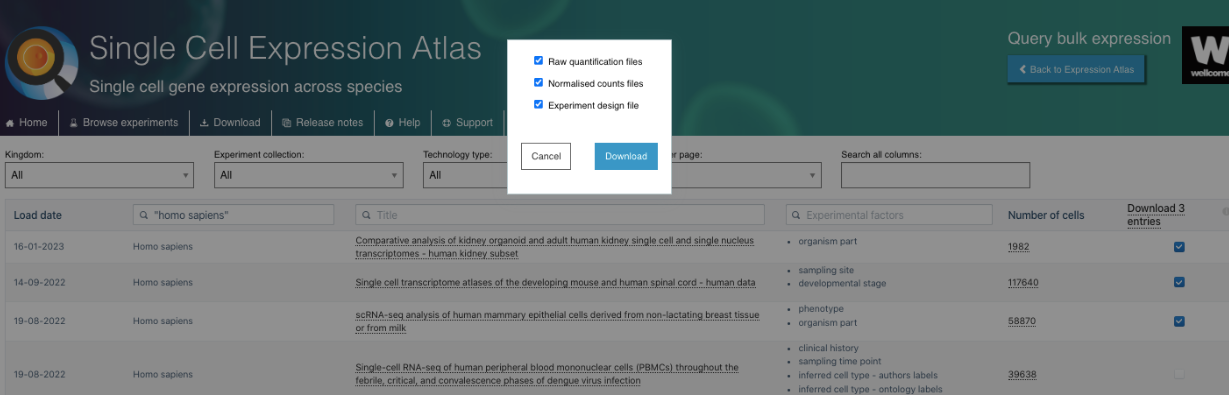 Single Cell Expression Atlas
Single cell gene expression across species
Query bulk expression
Back to Expression Atlas
wellcome
Home
Browse experiments
Download
Release notes
Help
Support
Raw quantification files
Normalised counts files
Experiment design file
Cancel
Download
Kingdom:
Experiment collection:
Technology type:
page:
Search all columns:
All
All
All
Load date
"homo sapiens"
Title
Experimental factors
Number of cells
Download 3
entries
16-01-2023
Homo sapiens
Comparative analysis of kidney organoid and adult human kidney single cell and single nucleus
transcriptomes - human kidney subset
• organism part
1982
14-09-2022
Homo sapiens
Single cell transcriptome atlases of the developing mouse and human spinal cord - human data
• sampling site
• developmental stage
117640
19-08-2022
Homo sapiens
scRNA-seq analysis of human mammary epithelial cells derived from non-lactating breast tissue
or from milk
• phenotype
• organism part
58870
19-08-2022
Homo sapiens
Single-cell RNA-seq of human peripheral blood mononuclear cells (PBMCs) throughout the
febrile, critical, and convalescence phases of dengue virus infection
• clinical history
• sampling time point
• inferred cell type - authors labels
• inferred cell type - ontology labels
39638